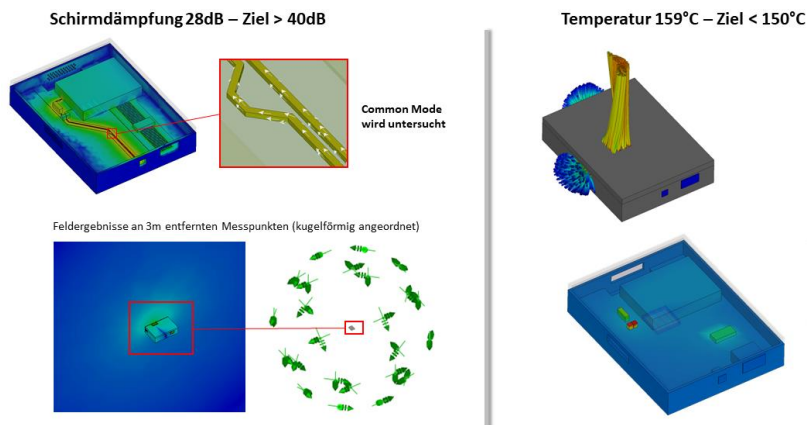 Schirmdämpfung 28dB – Ziel > 40dB
Common Mode
wird untersucht
Feldergebnisse an 3m entfernten Messpunkten (kugelförmig angeordnet)
Temperatur 159°C – Ziel < 150°C